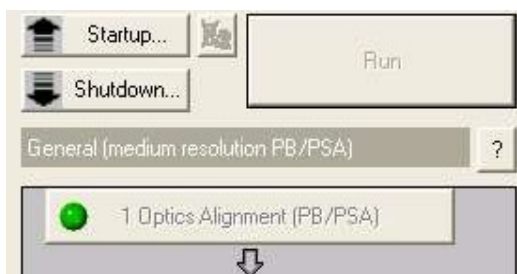 Startup...
Run
Shutdown...
General (medium resolution PB/PSA)
?
1 Optics Alignment (PB/PSA)